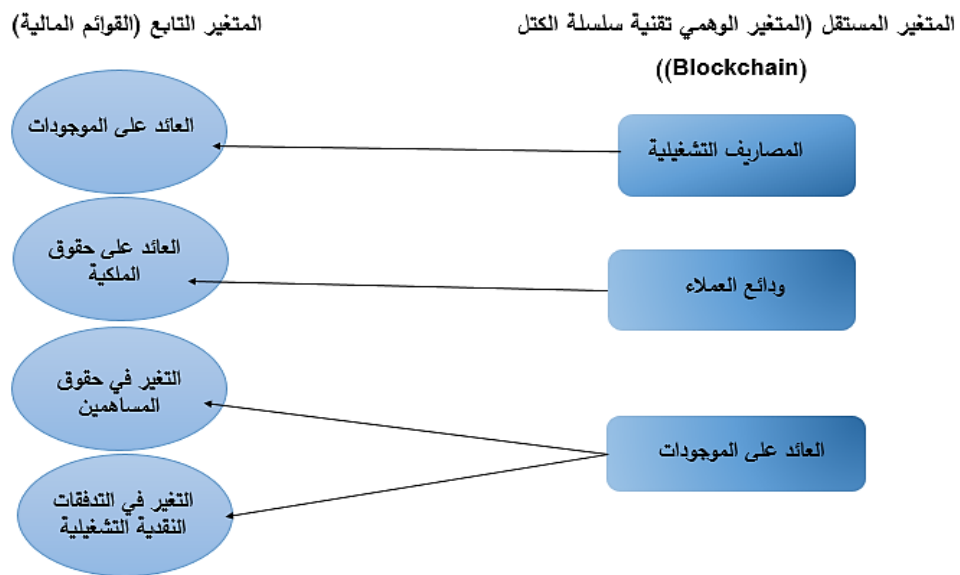 المتغير المستقل (المتغير الوهمي تقنية سلسلة الكتل
(Blockchain))
المتغير التابع (القوائم المالية)
المصاريف التشغيلية
العائد على الموجودات
ودائع العملاء
العائد على حقوق
الملكية
العائد على الموجودات
التغير في حقوق
المساهمين
التغير في التدفقات
النقدية التشغيلية